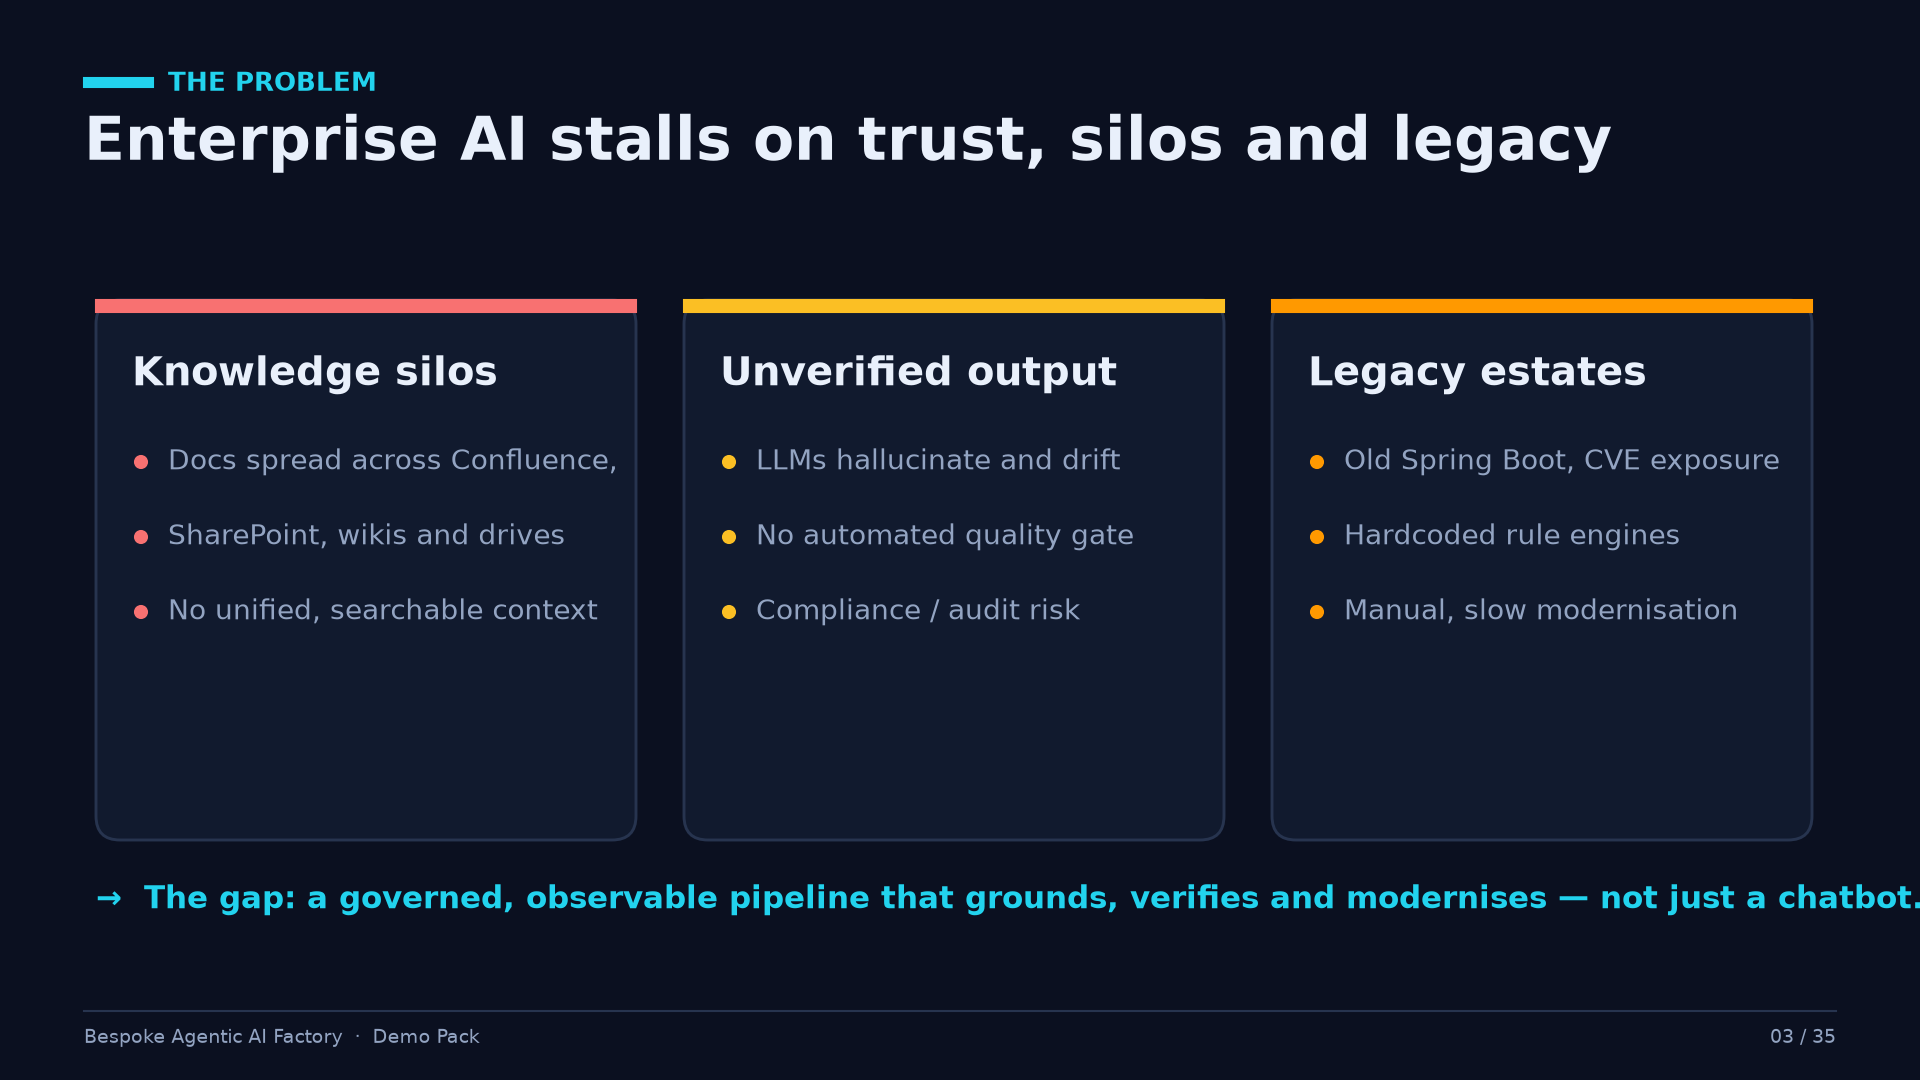 THE PROBLEM
Enterprise AI stalls on trust, silos and legacy
Knowledge silos
● Docs spread across Confluence,
● SharePoint, wikis and drives
● No unified, searchable context
Unverified output
● LLMs hallucinate and drift
● No automated quality gate
● Compliance / audit risk
Legacy estates
● Old Spring Boot, CVE exposure
● Hardcoded rule engines
● Manual, slow modernisation
→ The gap: a governed, observable pipeline that grounds, verifies and modernises — not just a chatbot.
Bespoke Agentic AI Factory · Demo Pack
03 / 35